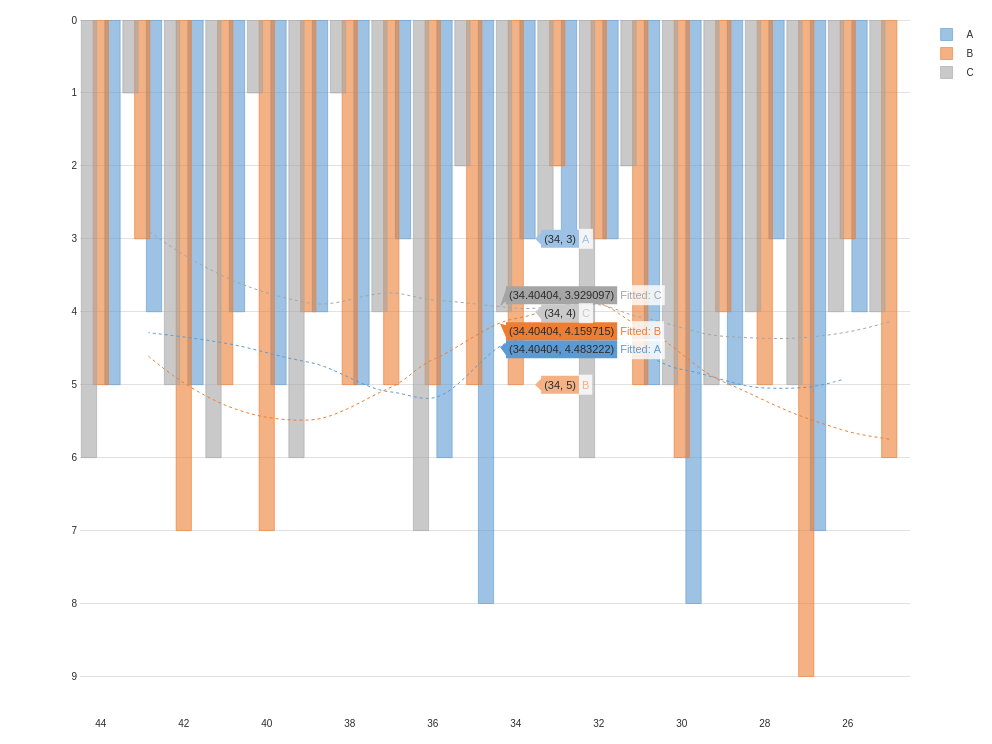 0
1
2
3
4
5
6
7
8
9
44
42
40
38
36
34
32
30
28
26
A
B
C
(34, 3) A
(34.40404, 3.929097) Fitted: C
(34, 4) C
(34.40404, 4.159715) Fitted: B
(34.40404, 4.483222) Fitted: A
(34, 5) B